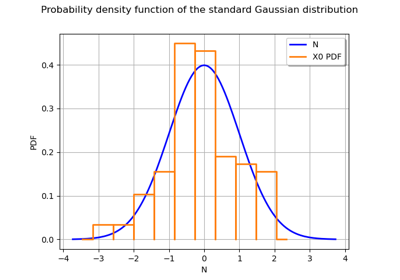 Probability density function of the standard Gaussian distribution
N
X0 PDF
PDF
0.4
0.3
0.2
0.1
0.0
−4 −3 −2 −1 0 1 2 3 4
N